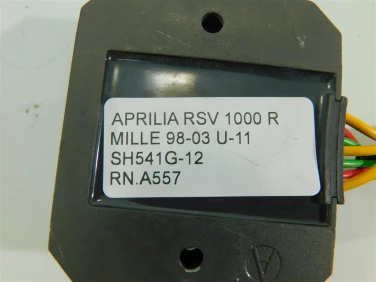 APRILIA RSV 1000 R
MILLE 98-03 U-11
SH541G-12
RN.A557